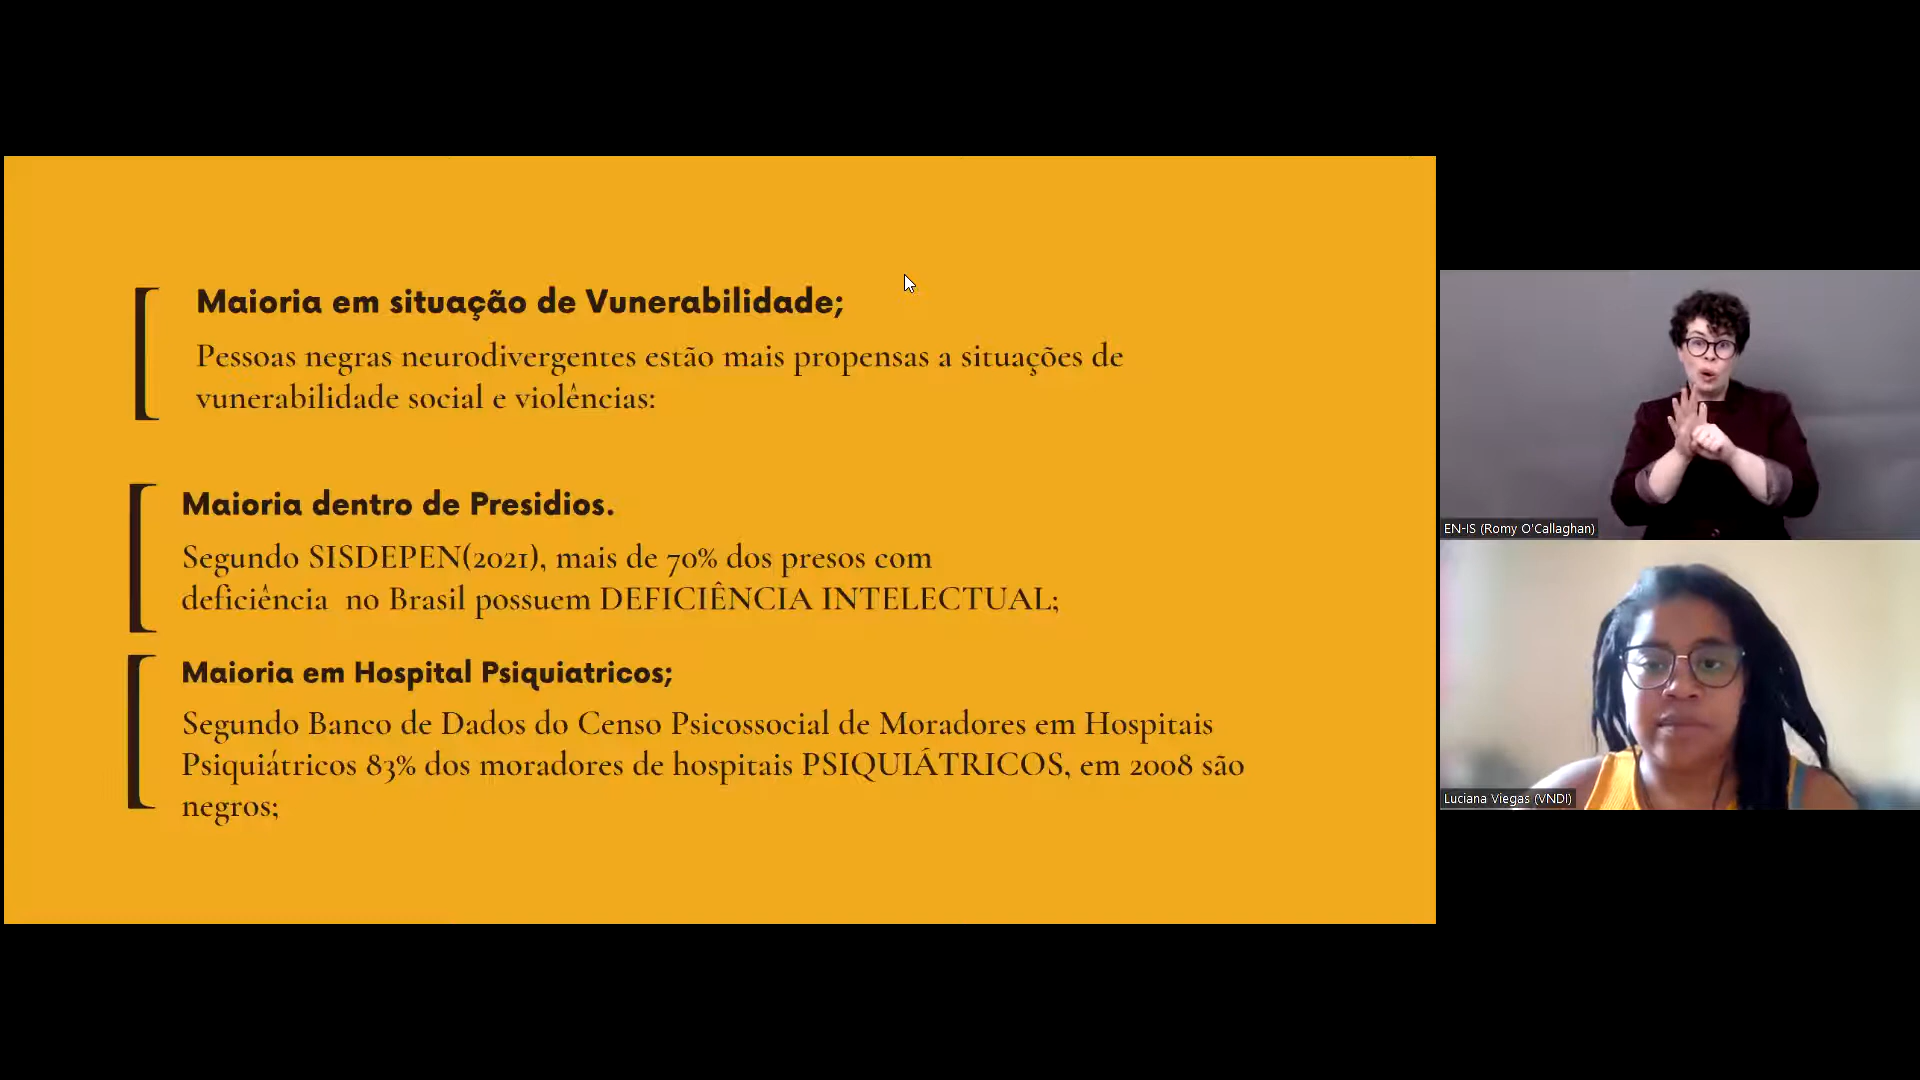 Maioria em situação de Vunerabilidade;
Pessoas negras neurodivergentes estão mais propensas a situações de
vunerabilidade social e violências:
Maioria dentro de Presidios.
Segundo SISDEPEN(2021), mais de 70% dos presos com
deficiência no Brasil possuem DEFICIÊNCIA INTELECTUAL;
Maioria em Hospital Psiquiatricos;
Segundo Banco de Dados do Censo Psicossocial de Moradores em Hospitais
Psiquiátricos 83% dos moradores de hospitais PSIQUIÁTRICOS, em 2008 são
negros;
EN-IS (Romy O'Callaghan)
Luciana Viegas (VNDI)